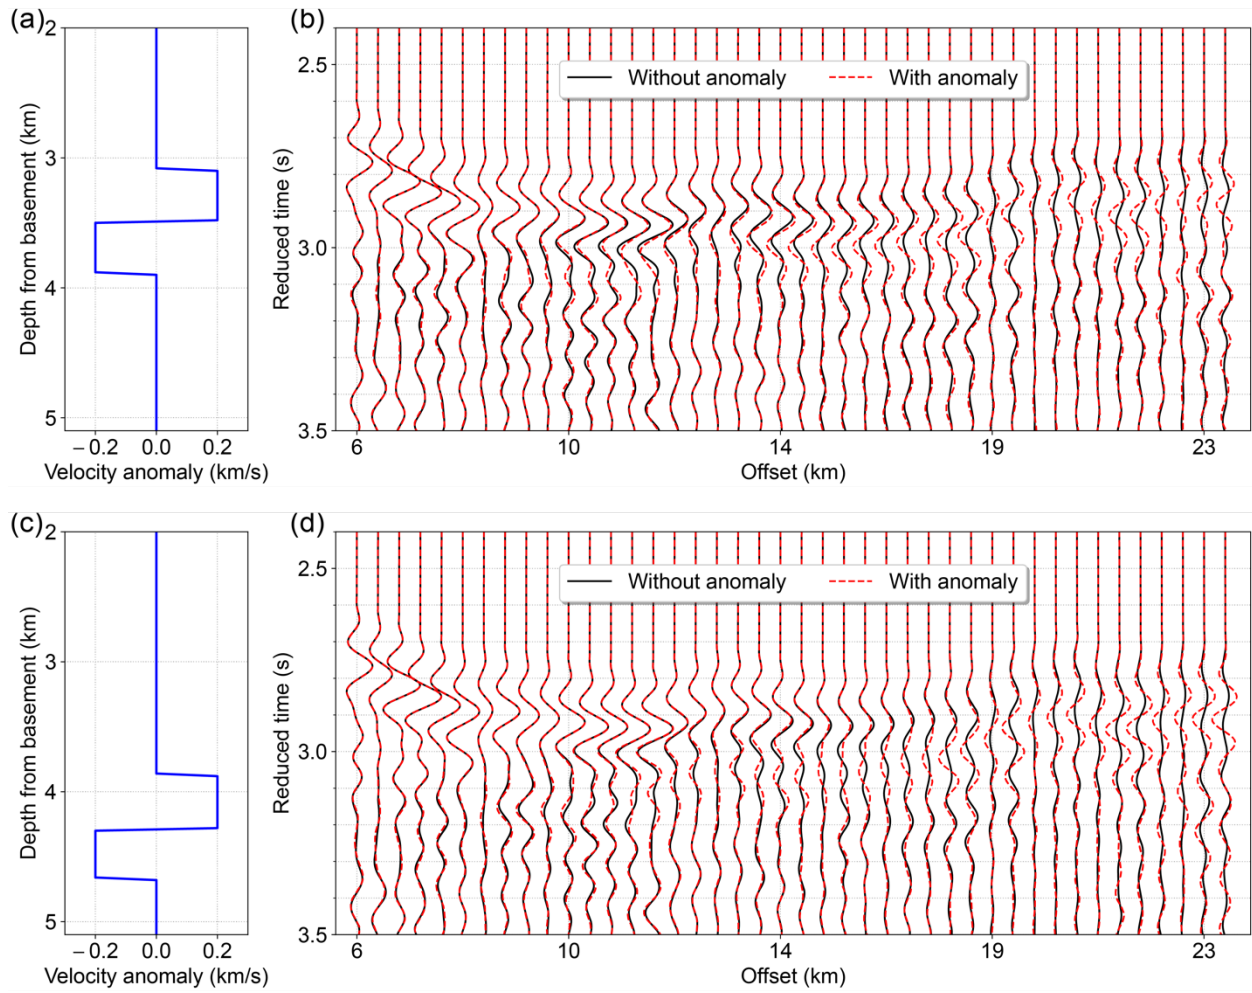 (a)
2
3
4
5
Depth from basement (km)
−0.2 0.0 0.2
Velocity anomaly (km/s)
(b)
Without anomaly With anomaly
2.5
3.0
3.5
Reduced time (s)
6 10 14 19 23
Offset (km)
(c)
2
3
4
5
Depth from basement (km)
−0.2 0.0 0.2
Velocity anomaly (km/s)
(d)
Without anomaly With anomaly
2.5
3.0
3.5
Reduced time (s)
6 10 14 19 23
Offset (km)